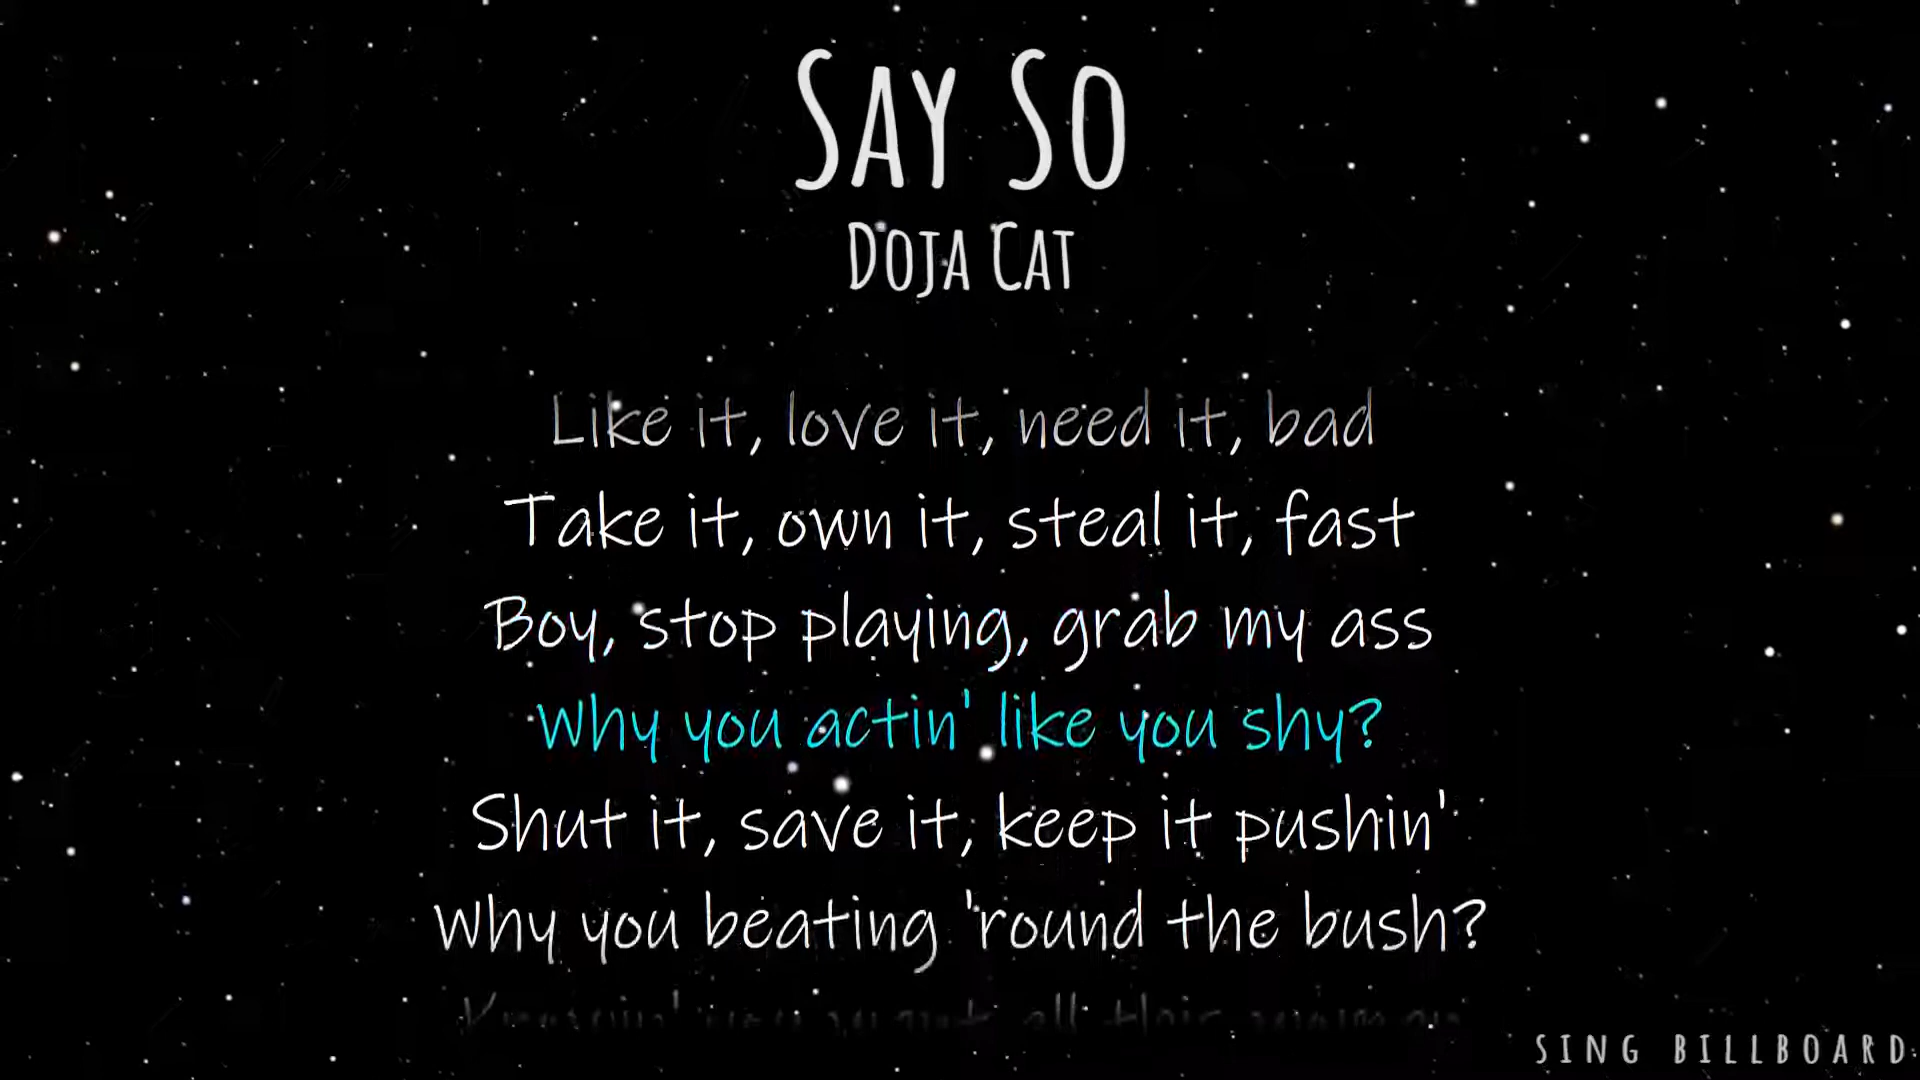 Say So
Doja Cat
Like it, love it, need it, bad
Take it, own it, steal it, fast
Boy, stop playing, grab my ass
Why you actin' like you shy?
Shut it, save it, keep it pushin'
Why you beating 'round the bush?
SING BILLBOARD